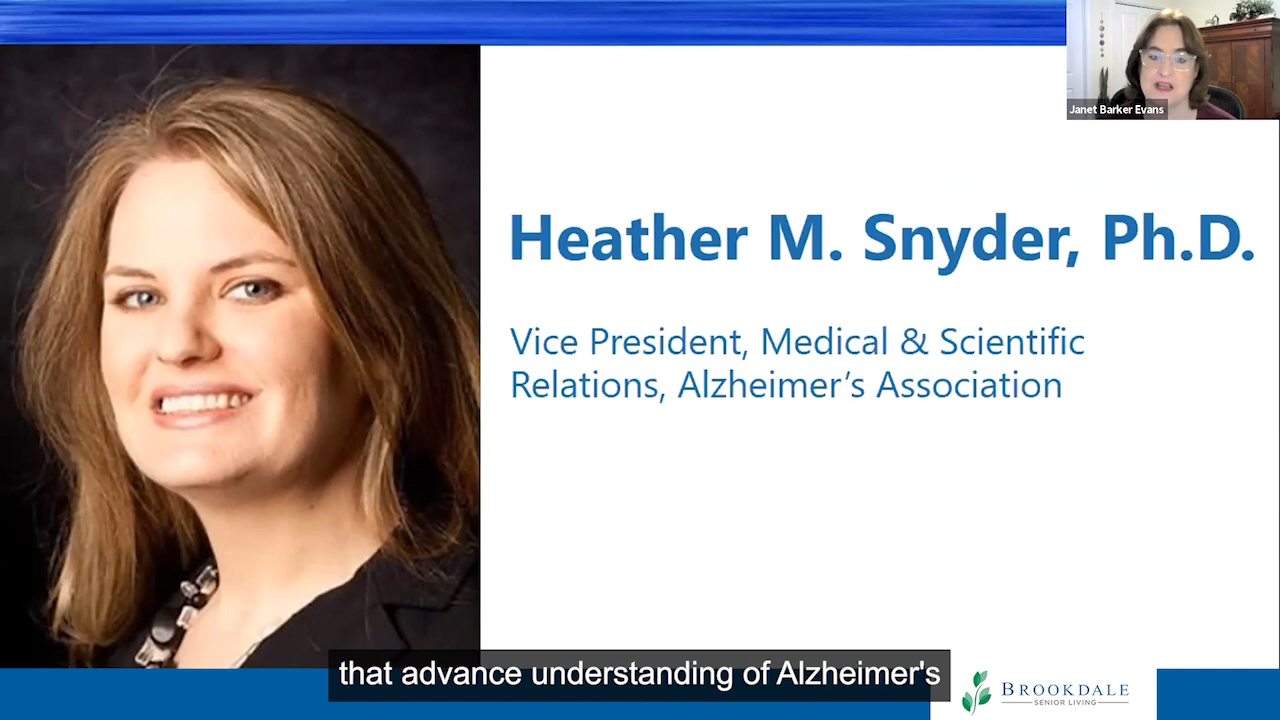 Janet Barker Evans
Heather M. Snyder, Ph.D.
Vice President, Medical & Scientific
Relations, Alzheimer’s Association
that advance understanding of Alzheimer's
BROOKDALE
SENIOR LIVING